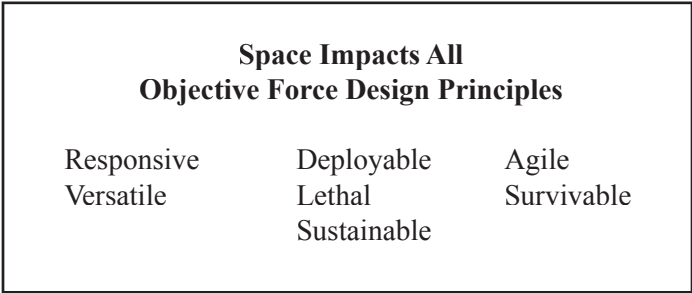 Space Impacts All
Objective Force Design Principles
Responsive Deployable Agile
Versatile Lethal Survivable
Sustainable